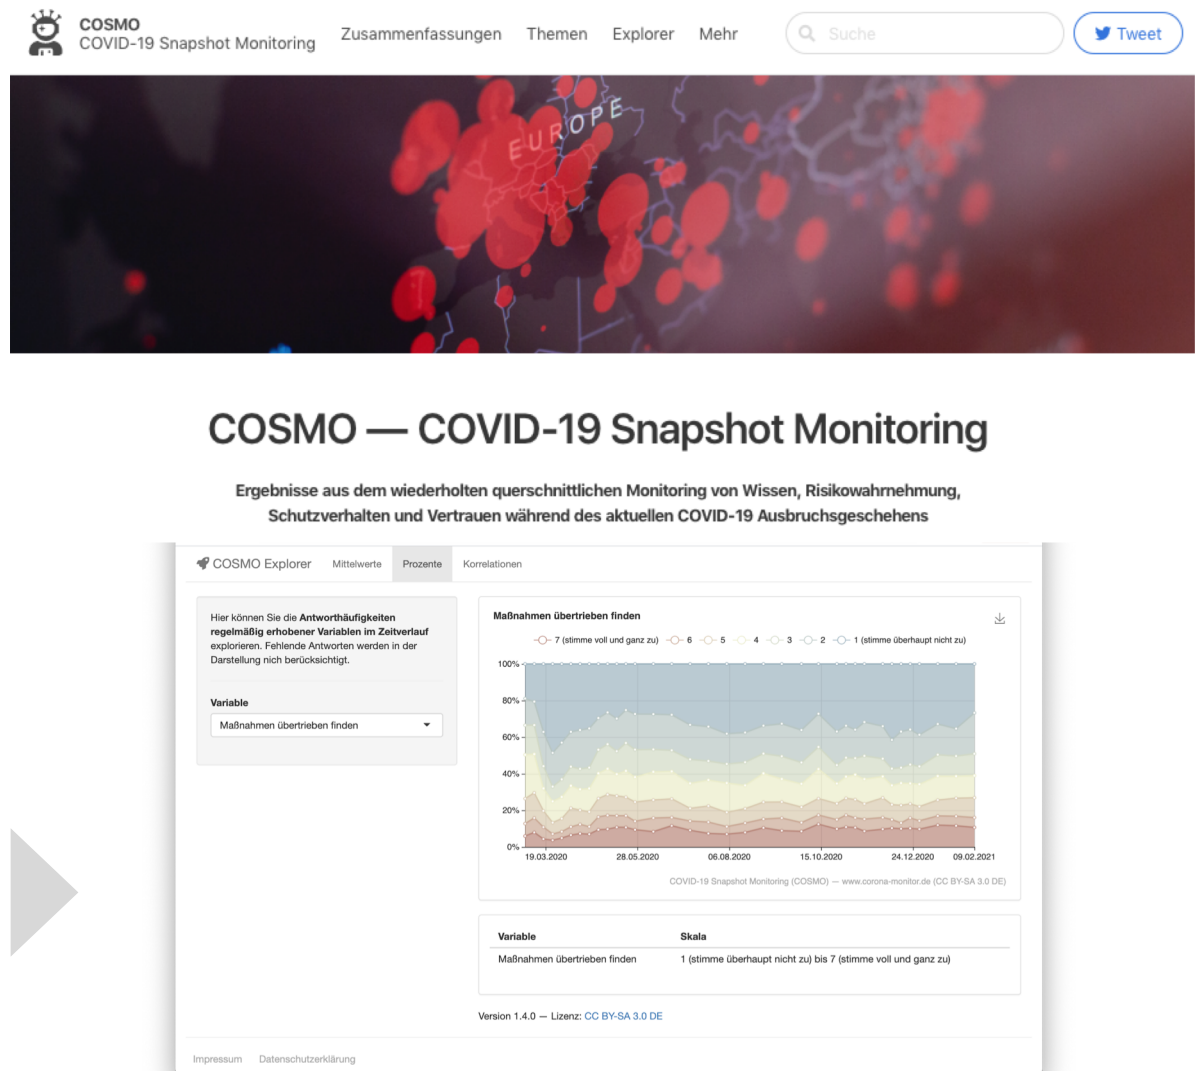 COSMO
COVID-19 Snapshot Monitoring
Zusammenfassungen
Themen
Explorer
Mehr
Suche
Tweet
EUROPE
COSMO — COVID-19 Snapshot Monitoring
Ergebnisse aus dem wiederholten querschnittlichen Monitoring von Wissen, Risikowahrnehmung,
Schutzverhalten und Vertrauen während des aktuellen COVID-19 Ausbruchsgeschehens
COSMO Explorer
Mittelwerte
Prozente
Korrelationen
Hier können Sie die Antworthäufigkeiten
regelmäßig erhobener Variablen im Zeitverlauf
explorieren. Fehlende Antworten werden in der
Darstellung nich berücksichtigt.
Variable
Maßnahmen übertrieben finden
Maßnahmen übertrieben finden
7 (stimme voll und ganz zu) 6 5 4 3 2 1 (stimme überhaupt nicht zu)
100%
80%
60%
40%
20%
0%
19.03.2020 28.05.2020 06.08.2020 15.10.2020 24.12.2020 09.02.2021
COVID-19 Snapshot Monitoring (COSMO) — www.corona-monitor.de (CC BY-SA 3.0 DE)
Variable Skala
Maßnahmen übertrieben finden 1 (stimme überhaupt nicht zu) bis 7 (stimme voll und ganz zu)
Version 1.4.0 — Lizenz: CC BY-SA 3.0 DE
Impressum Datenschutzerklärung